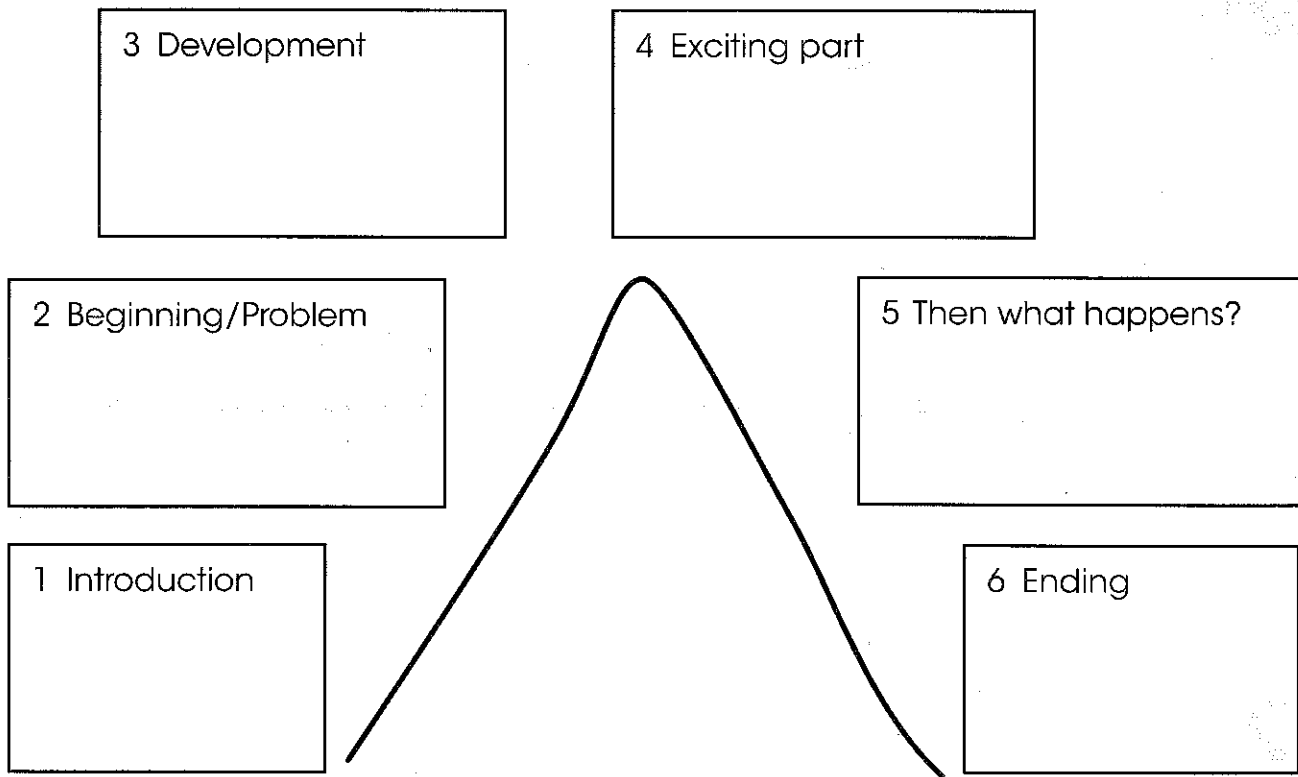 3 Development
4 Exciting part
2 Beginning/Problem
5 Then what happens?
1 Introduction
6 Ending